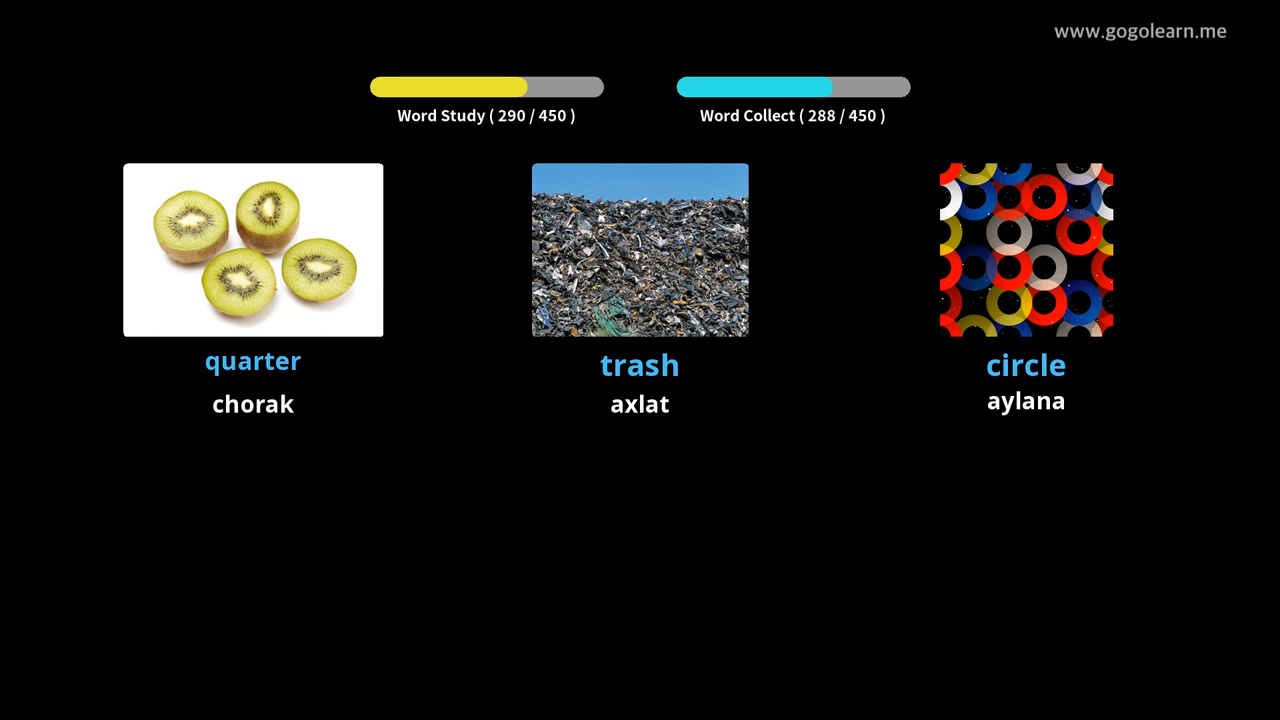 www.gogolearn.me
Word Study ( 290 / 450 )
Word Collect ( 288 / 450 )
quarter
chorak
trash
axlat
circle
aylana